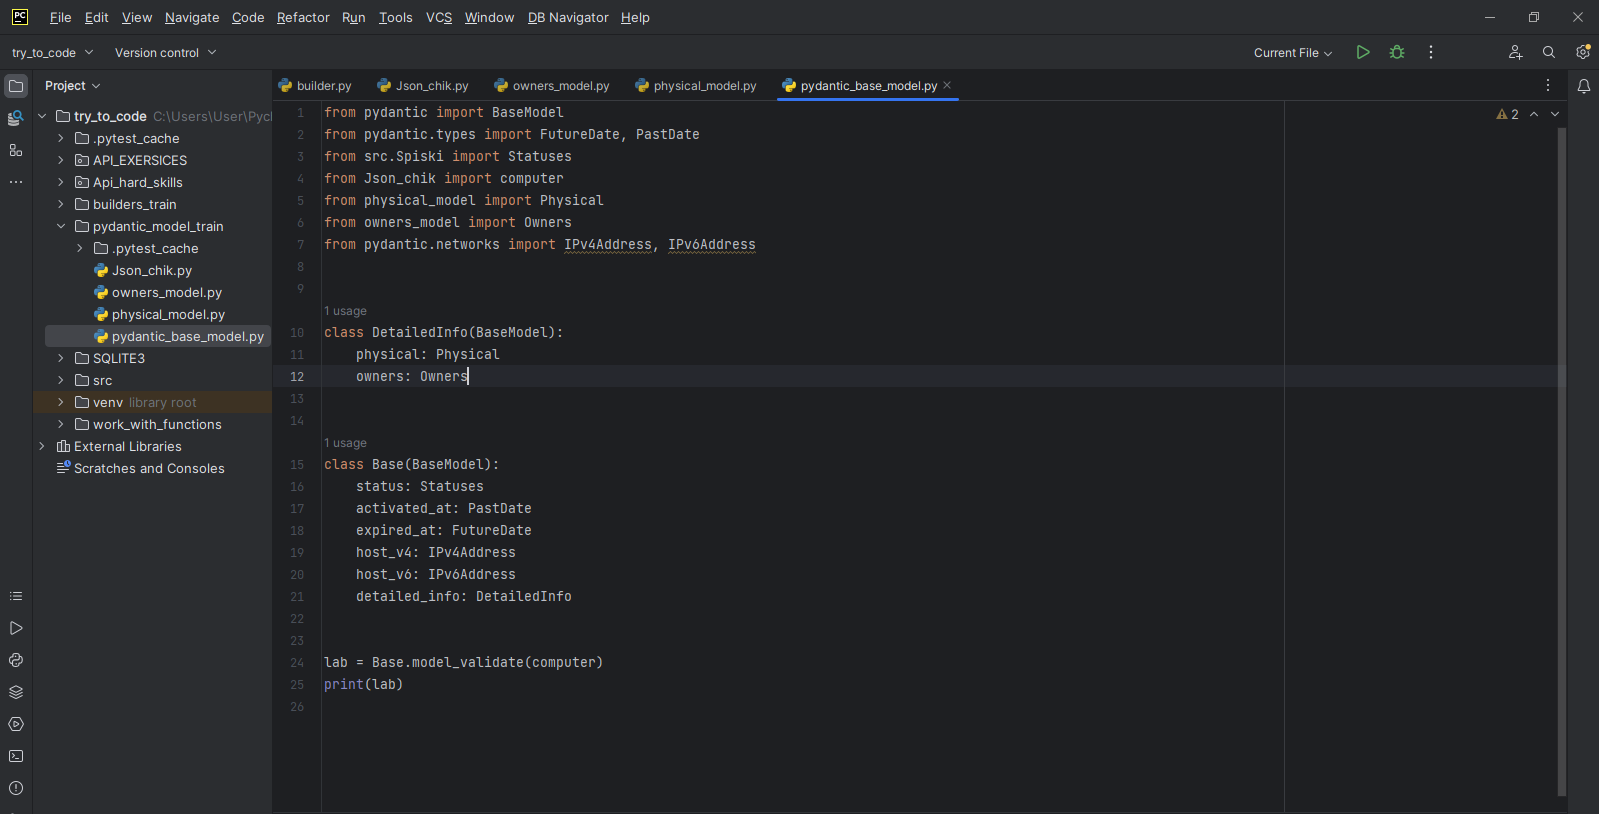 PC
File Edit View Navigate Code Refactor Run Tools VCS Window DB Navigator Help
try_to_code Version control Current File
Project
try_to_code C:\Users\User\Pycl
.pytest_cache
API_EXERSICES
Api_hard_skills
builders_train
pydantic_model_train
.pytest_cache
Json_chik.py
owners_model.py
physical_model.py
pydantic_base_model.py
SQLITE3
src
venv library root
work_with_functions
External Libraries
Scratches and Consoles
builder.py Json_chik.py owners_model.py physical_model.py pydantic_base_model.py
2
1 from pydantic import BaseModel
2 from pydantic.types import FutureDate, PastDate
3 from src.Spiski import Statuses
4 from Json_chik import computer
5 from physical_model import Physical
6 from owners_model import Owners
7 from pydantic.networks import IPv4Address, IPv6Address
8
9
1 usage
10 class DetailedInfo(BaseModel):
11 physical: Physical
12 owners: Owners
13
14
1 usage
15 class Base(BaseModel):
16 status: Statuses
17 activated_at: PastDate
18 expired_at: FutureDate
19 host_v4: IPv4Address
20 host_v6: IPv6Address
21 detailed_info: DetailedInfo
22
23
24 lab = Base.model_validate(computer)
25 print(lab)
26